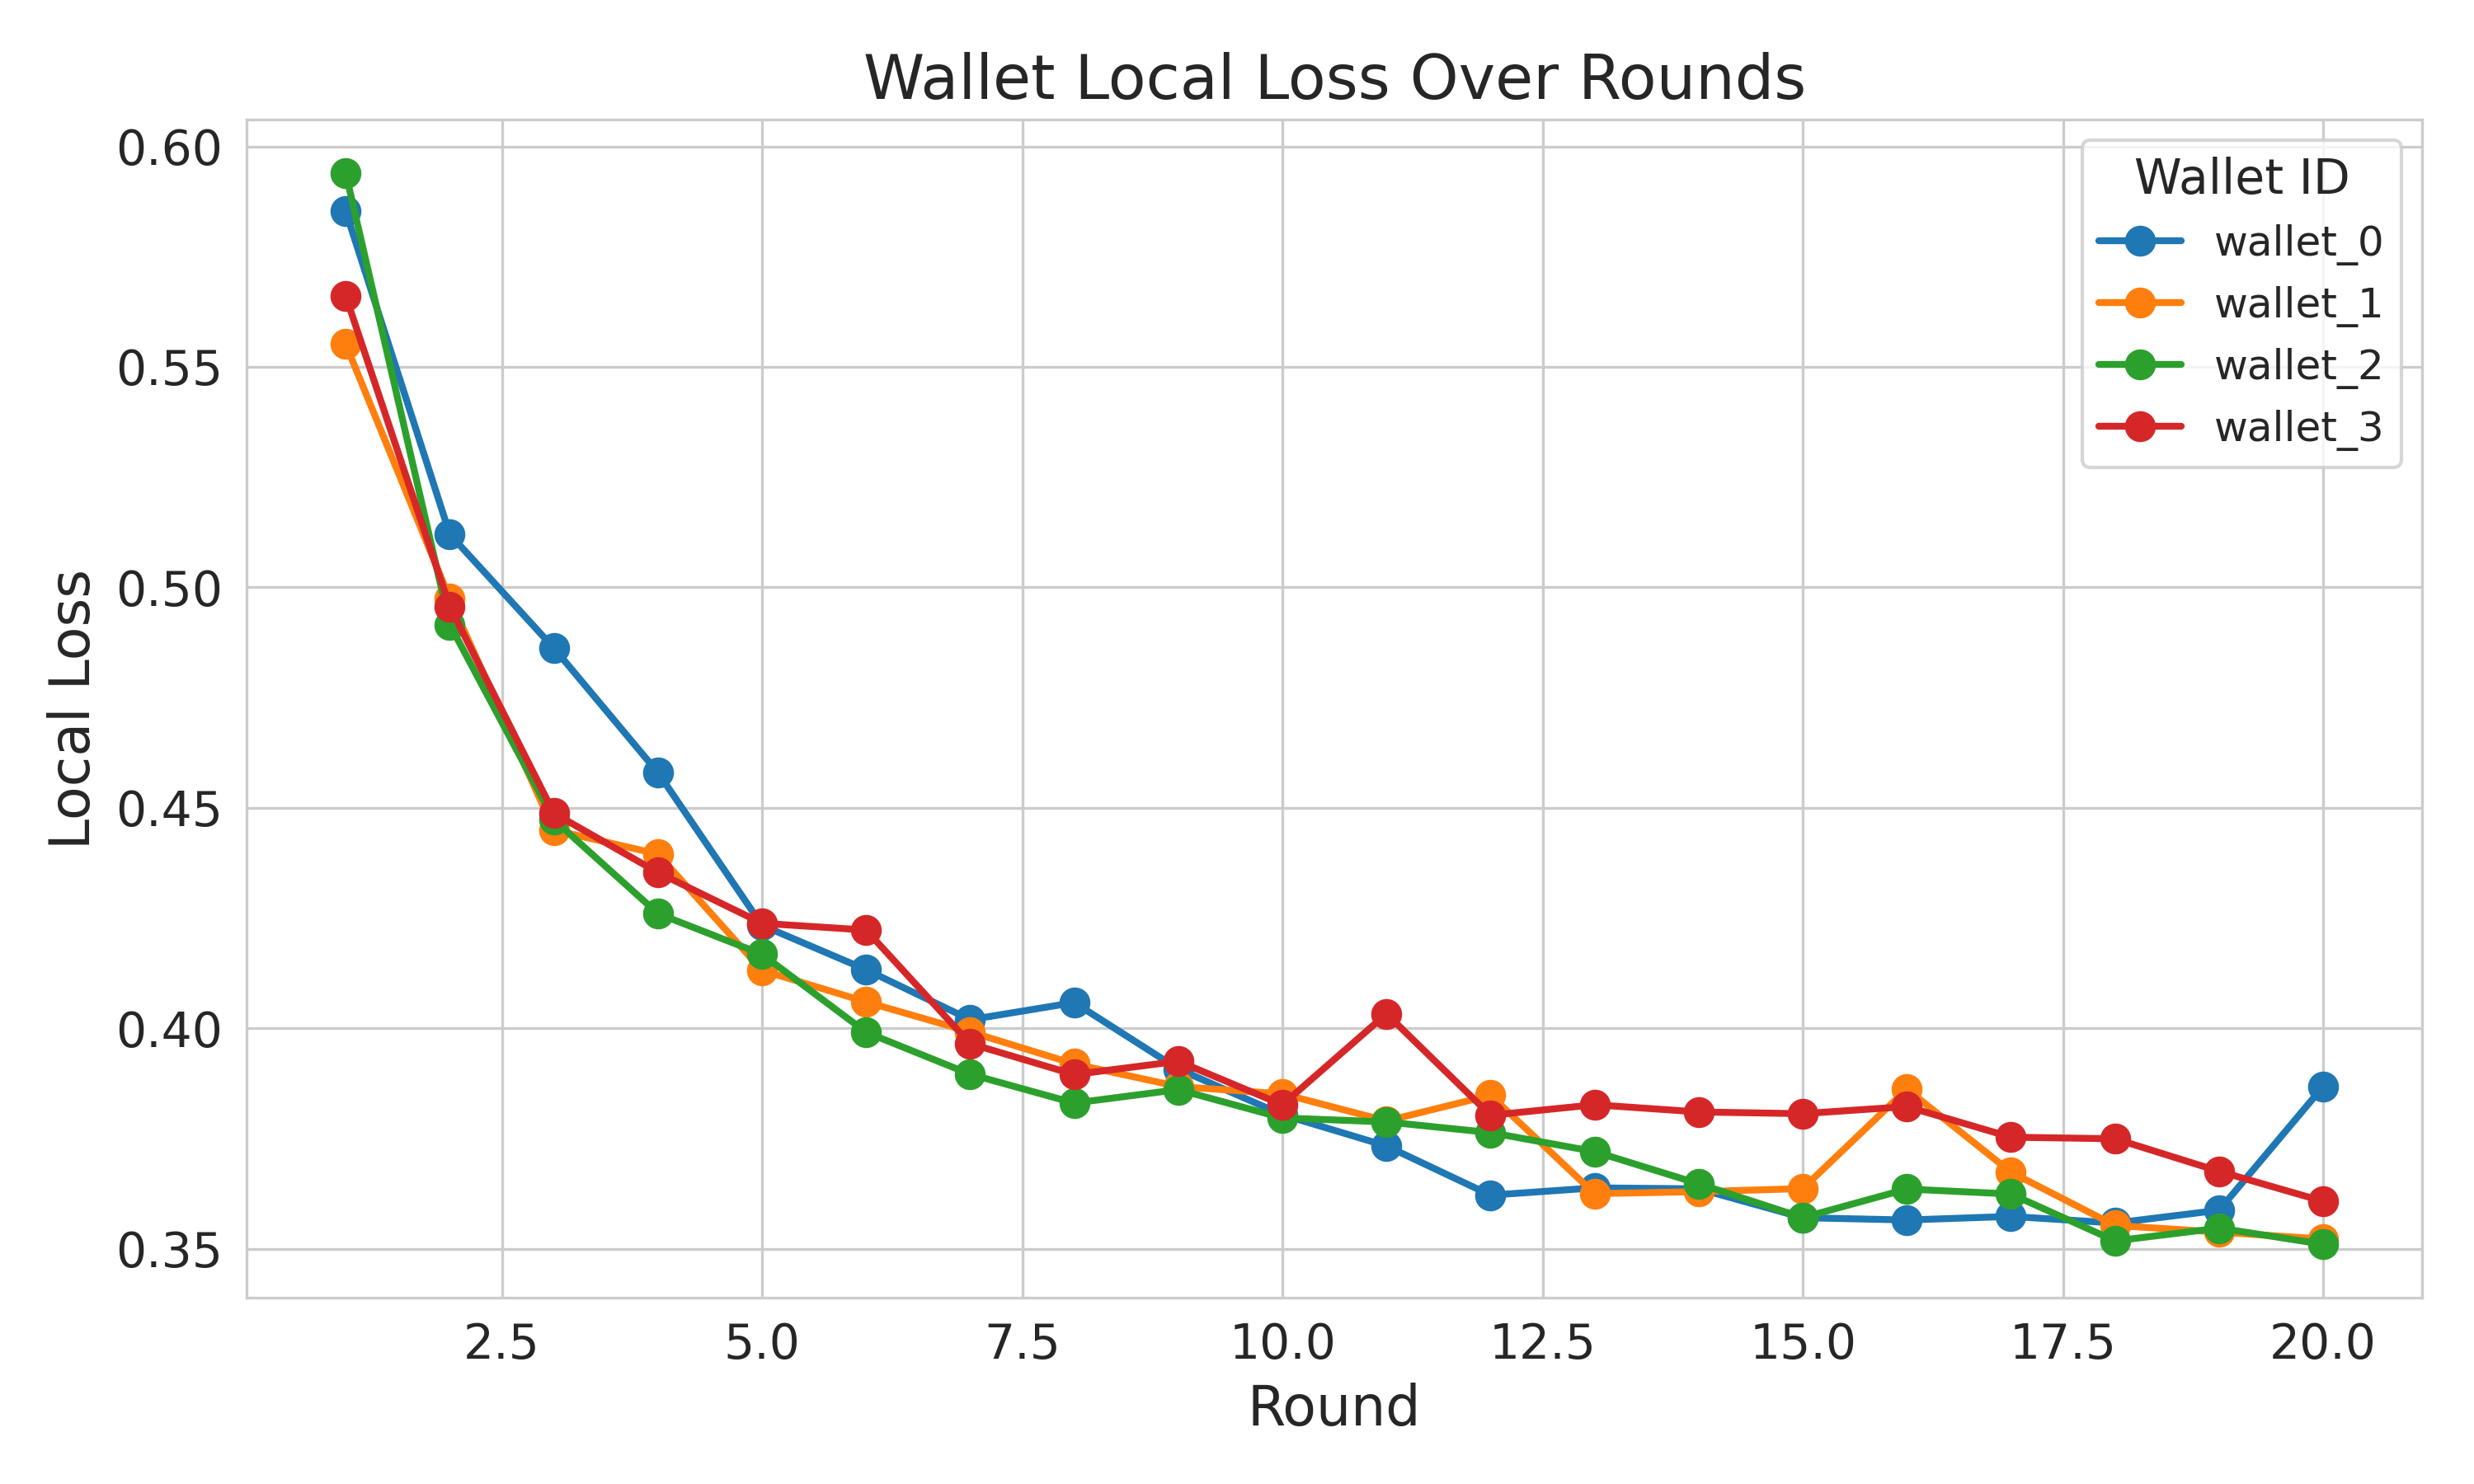 Wallet Local Loss Over Rounds
0.60
0.55
0.50
0.45
0.40
0.35
Local Loss
Wallet ID
wallet_0
wallet_1
wallet_2
wallet_3
2.5 5.0 7.5 10.0 12.5 15.0 17.5 20.0
Round